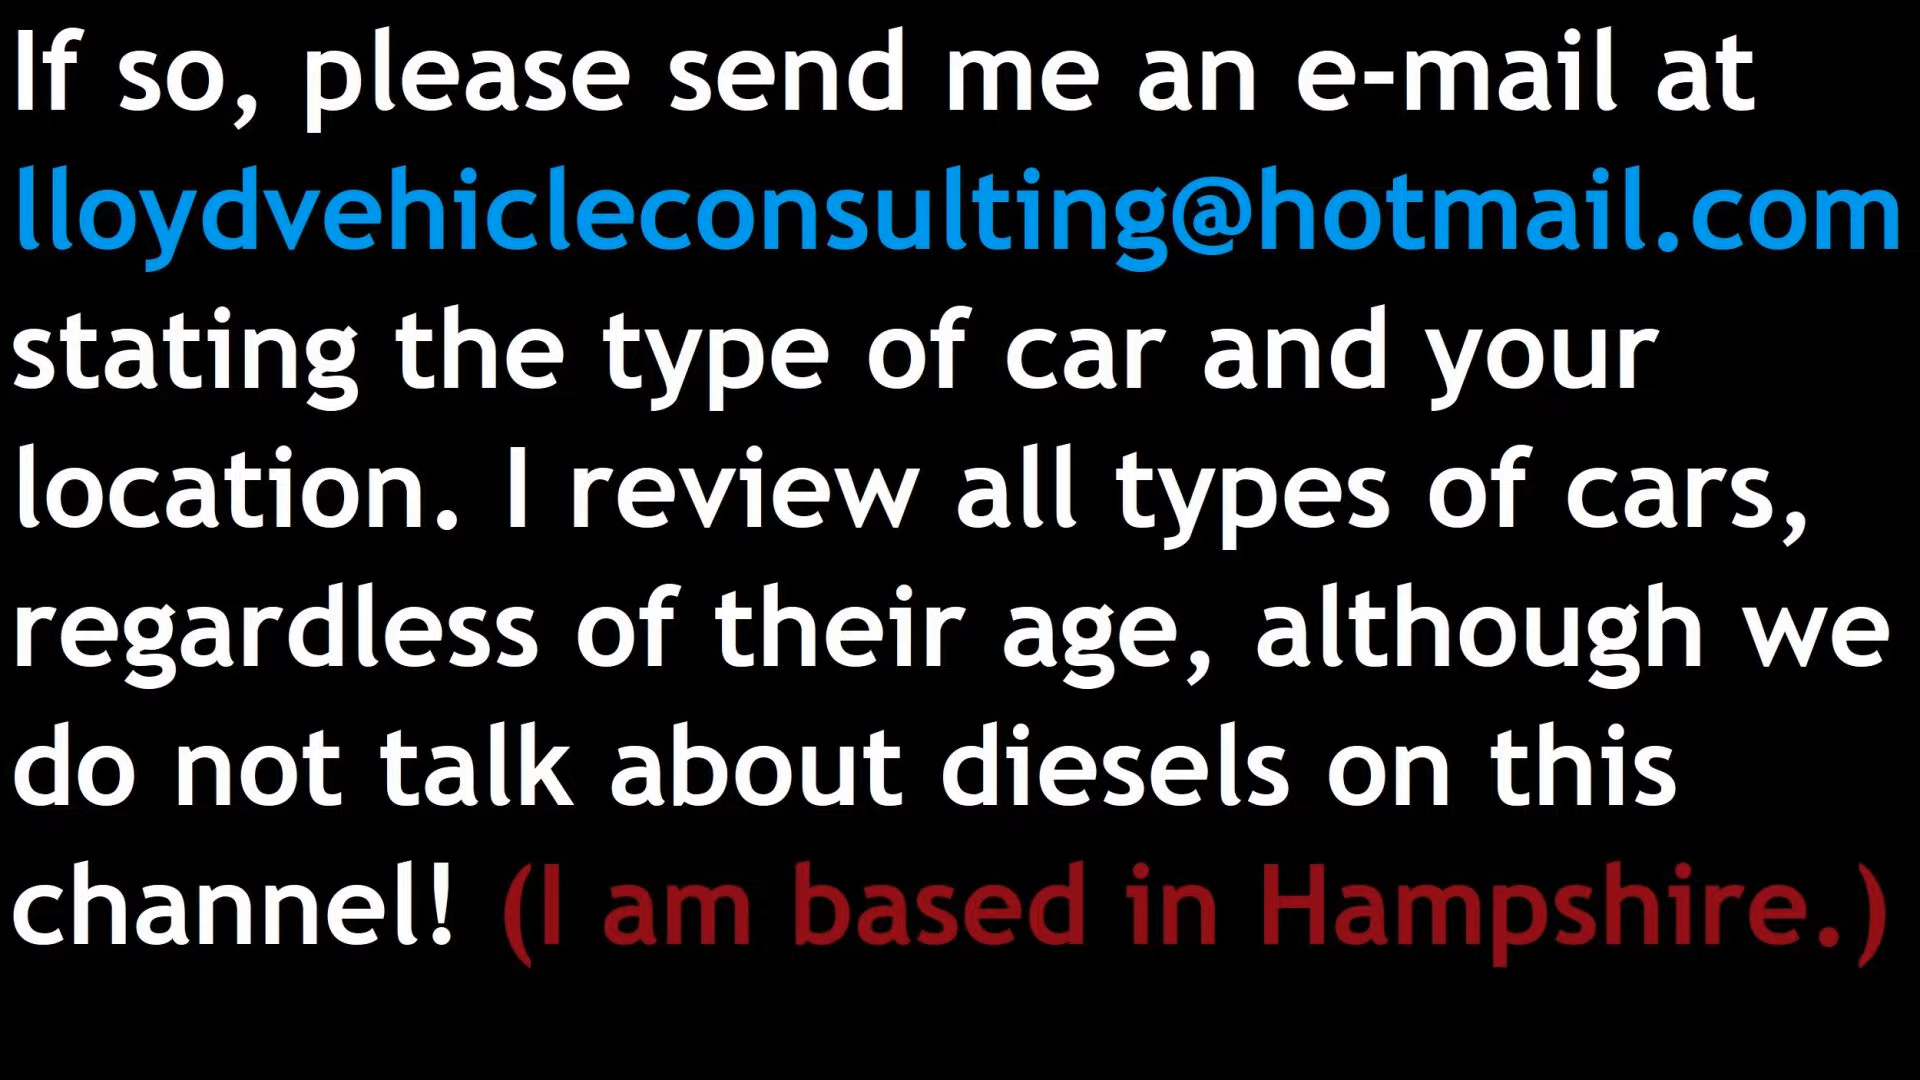 If so, please send me an e-mail at
lloydvehicleconsulting@hotmail.com
stating the type of car and your
location. I review all types of cars,
regardless of their age, although we
do not talk about diesels on this
channel! (I am based in Hampshire.)